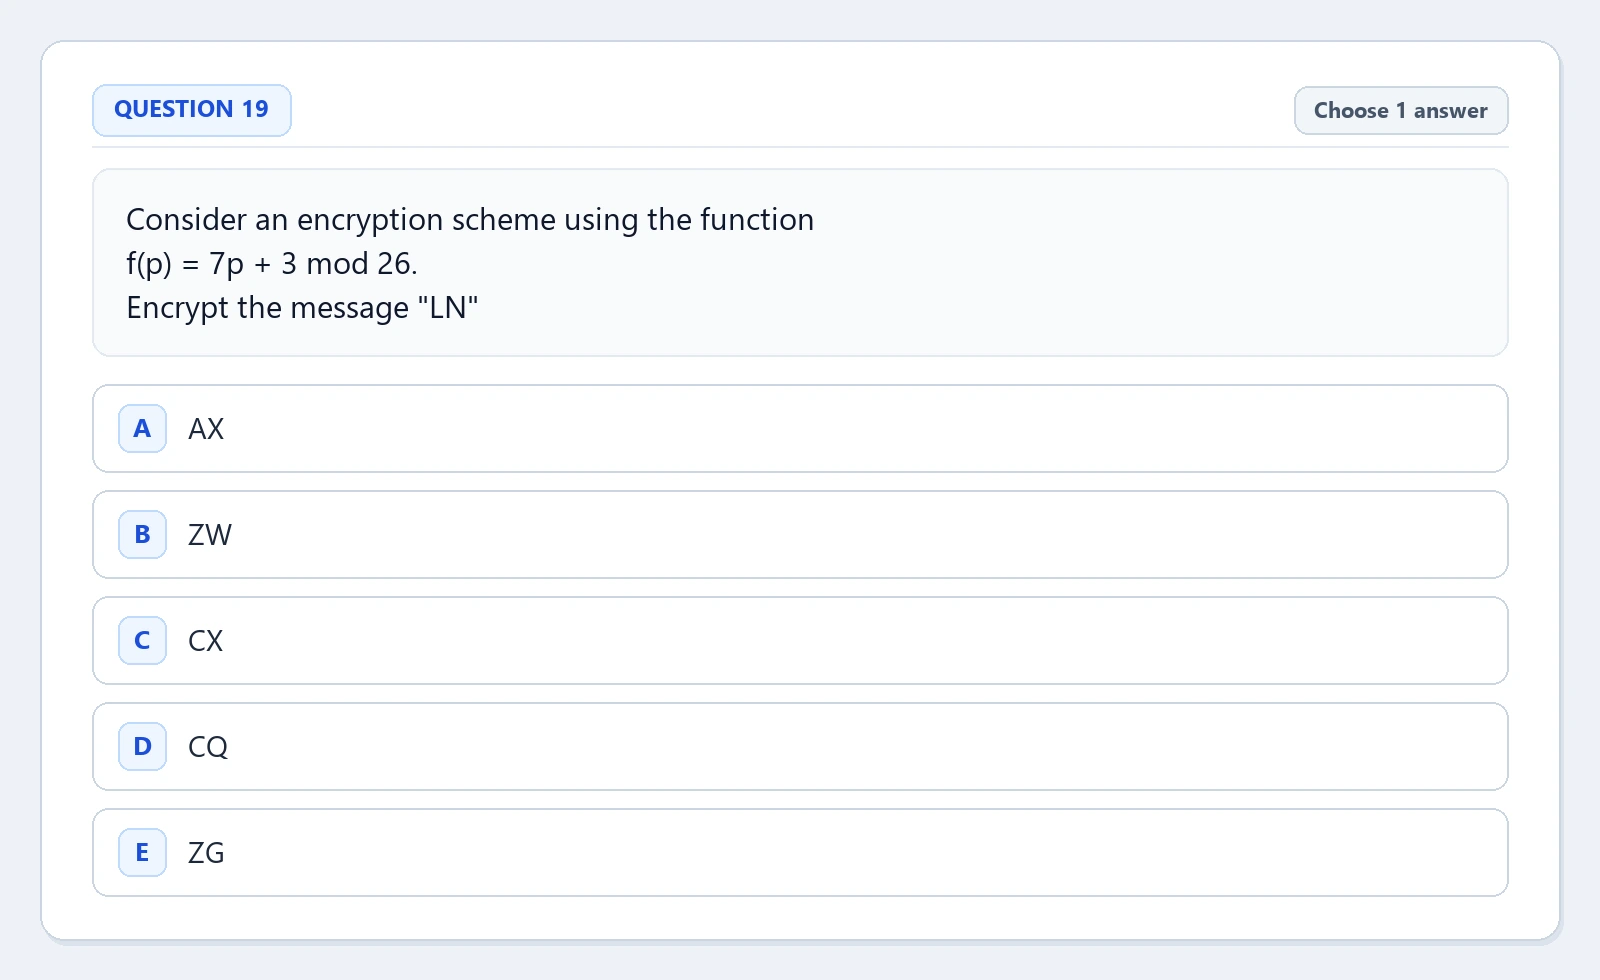 QUESTION 19
Choose 1 answer
Consider an encryption scheme using the function
f(p) = 7p + 3 mod 26.
Encrypt the message "LN"
A AX
B ZW
C CX
D CQ
E ZG